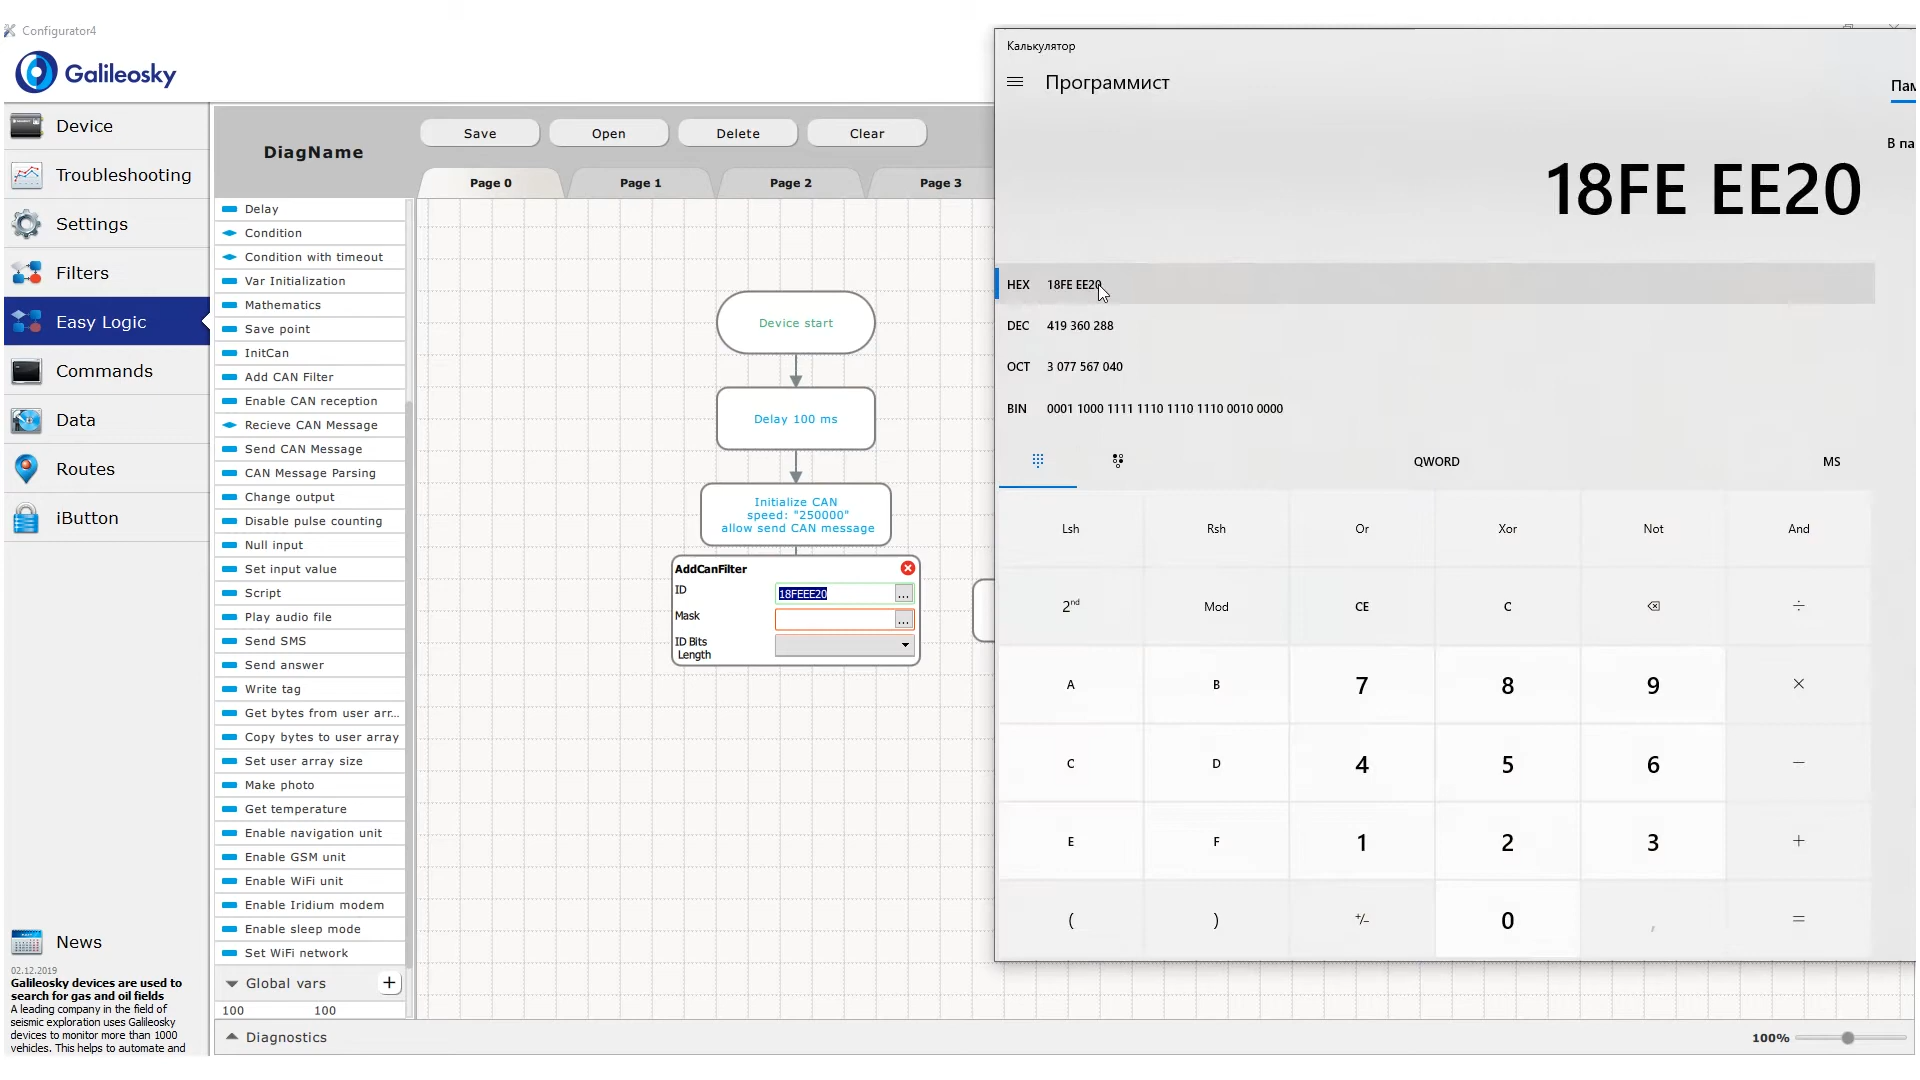 Configurator4
Galileosky
Device
Troubleshooting
Settings
Filters
Easy Logic
Commands
Data
Routes
iButton
News
02.12.2019
Galileosky devices are used to
search for gas and oil fields
A leading company in the field of
seismic exploration uses Galileosky
devices to monitor more than 1000
vehicles. This helps to automate and
DiagName
Save
Open
Delete
Clear
Page 0
Page 1
Page 2
Page 3
Delay
Condition
Condition with timeout
Var Initialization
Mathematics
Save point
InitCan
Add CAN Filter
Enable CAN reception
Recieve CAN Message
Send CAN Message
CAN Message Parsing
Change output
Disable pulse counting
Null input
Set input value
Script
Play audio file
Send SMS
Send answer
Write tag
Get bytes from user arr...
Copy bytes to user array
Set user array size
Make photo
Get temperature
Enable navigation unit
Enable GSM unit
Enable WiFi unit
Enable Iridium modem
Enable sleep mode
Set WiFi network
Global vars +
100 100
Diagnostics
100%
Device start
Delay 100 ms
Initialize CAN
speed: "250000"
allow send CAN message
AddCanFilter
ID 18FEEE20 ...
Mask ...
ID Bits
Length
Калькулятор
Программист
Пам
В па
18FE EE20
HEX 18FE EE20
DEC 419 360 288
OCT 3 077 567 040
BIN 0001 1000 1111 1110 1110 1110 0010 0000
QWORD MS
Lsh Rsh Or Xor Not And
2nd Mod CE C ÷
A B 7 8 9 ×
C D 4 5 6 −
E F 1 2 3 +
( ) +/- 0 , =